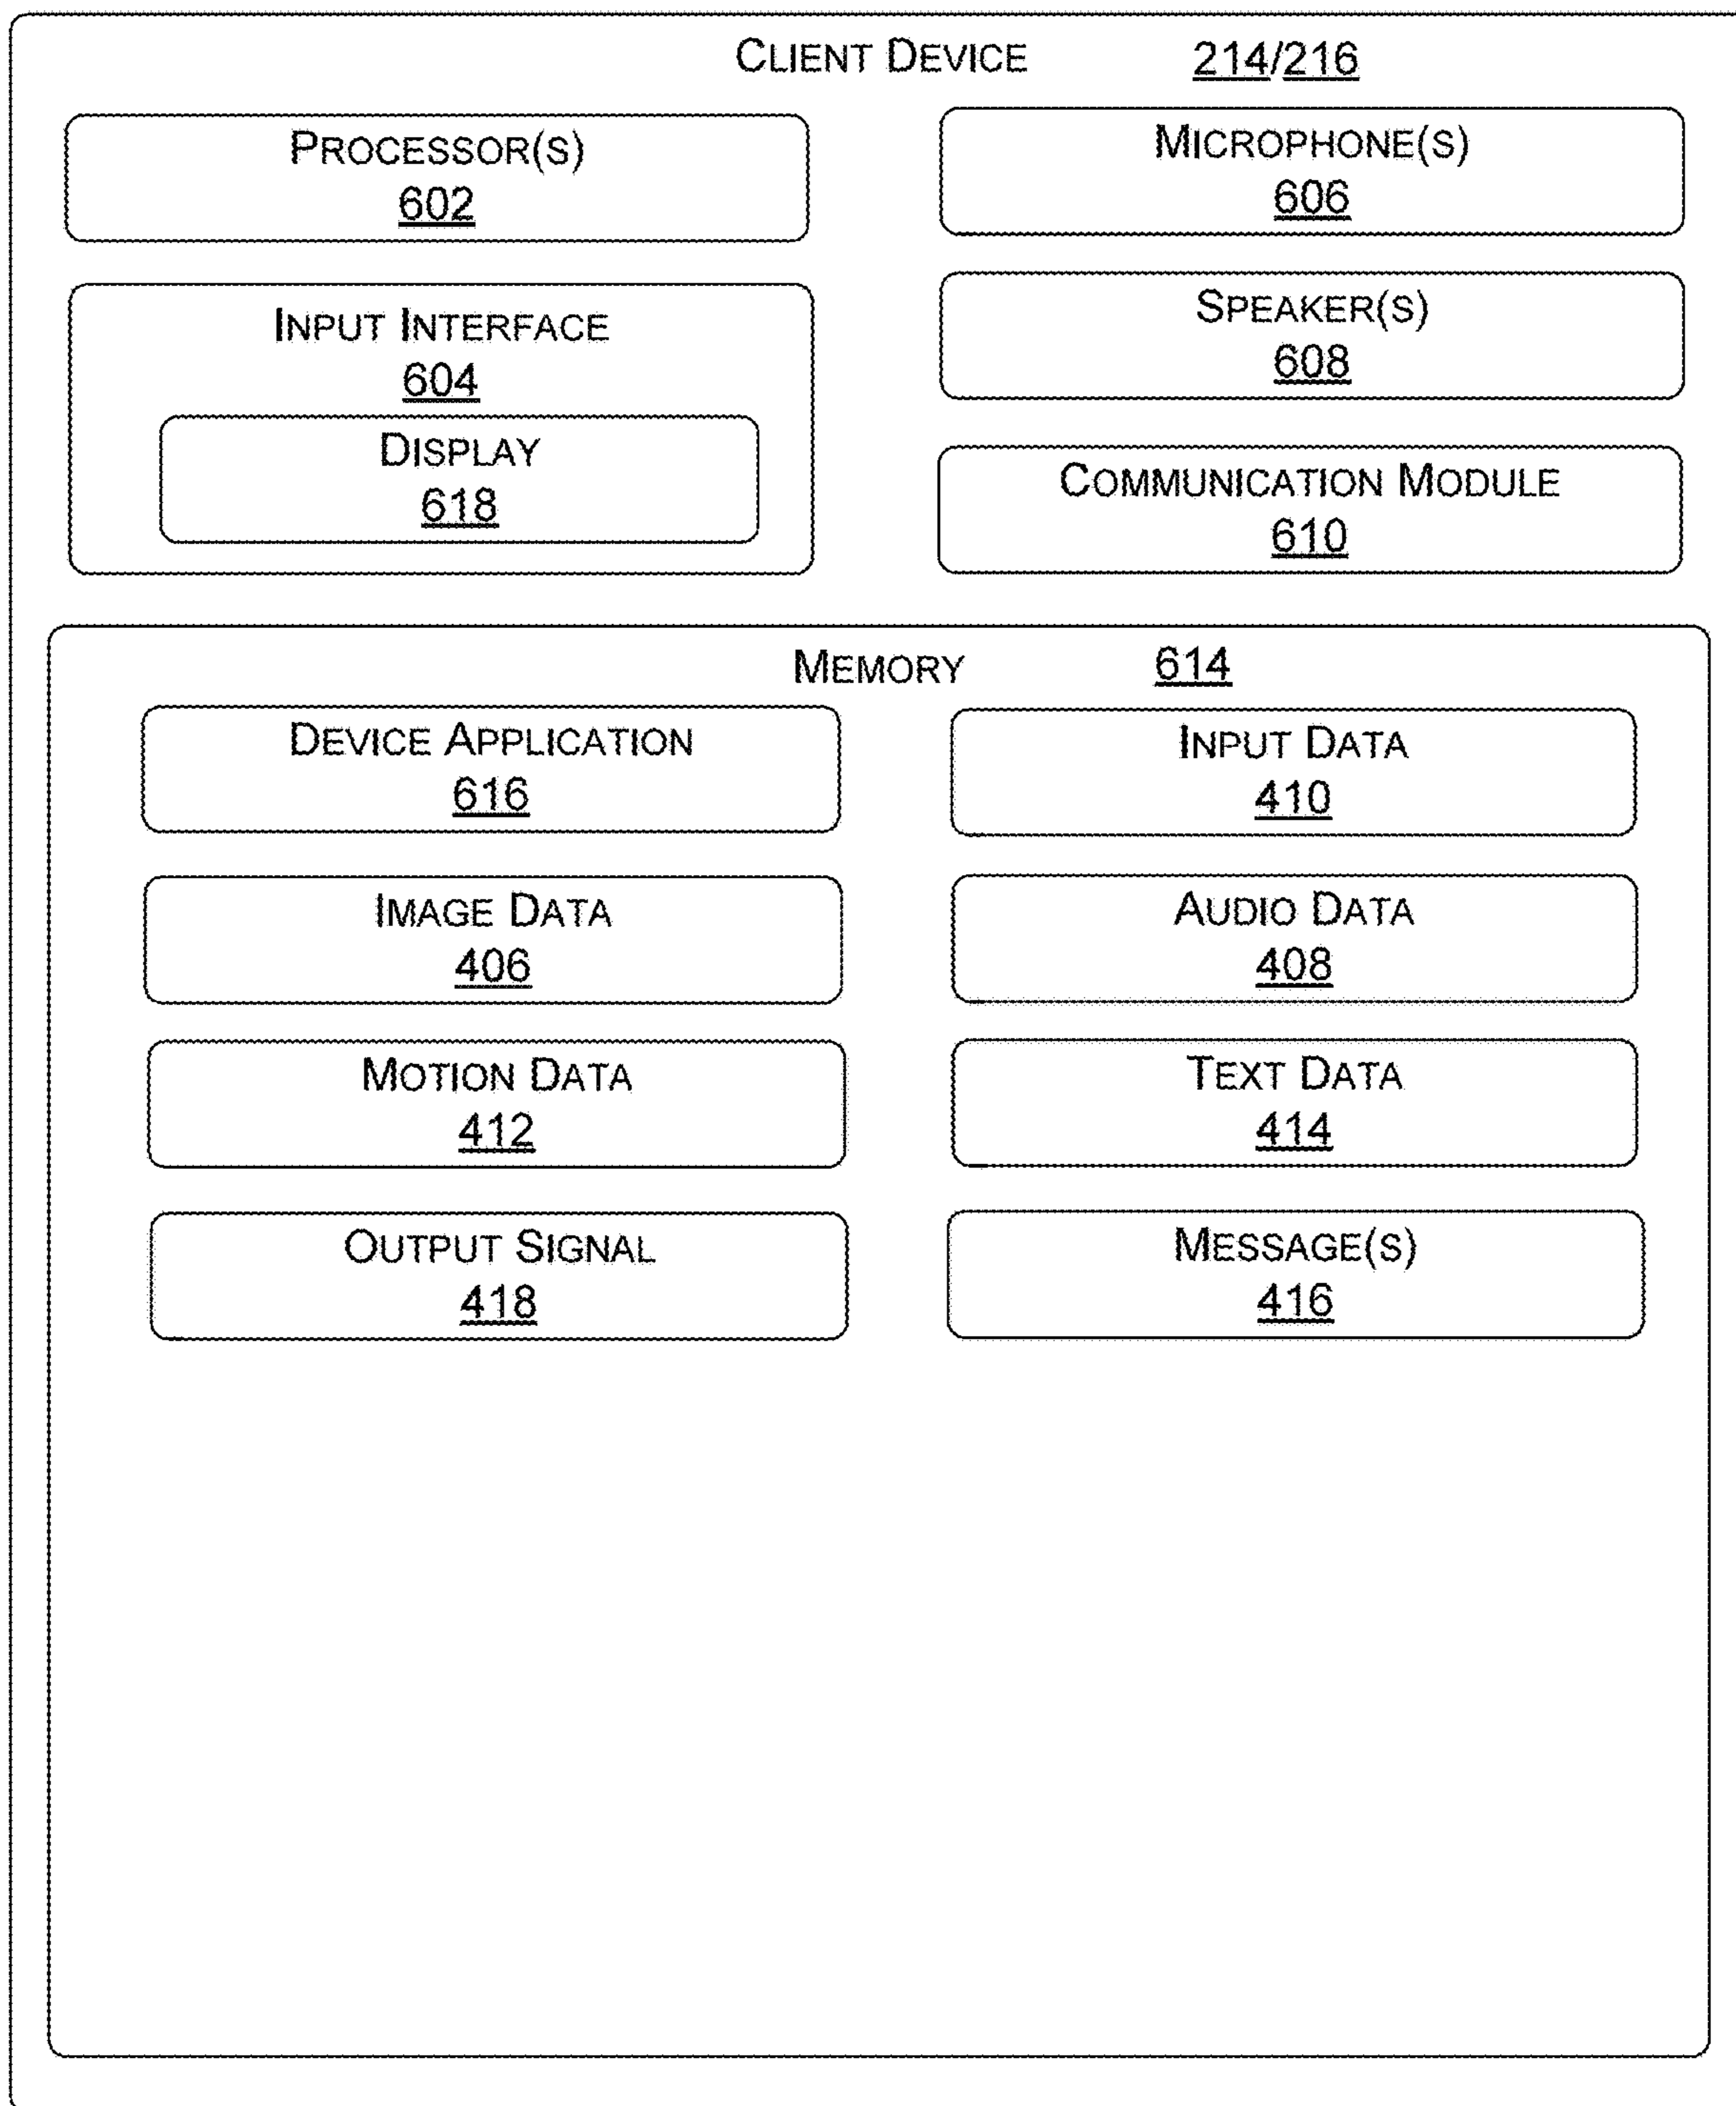 CLIENT DEVICE 214/216
PROCESSOR(S)
602
MICROPHONE(S)
606
INPUT INTERFACE
604
DISPLAY
618
SPEAKER(S)
608
COMMUNICATION MODULE
610
MEMORY 614
DEVICE APPLICATION
616
INPUT DATA
410
IMAGE DATA
406
AUDIO DATA
408
MOTION DATA
412
TEXT DATA
414
OUTPUT SIGNAL
418
MESSAGE(S)
416